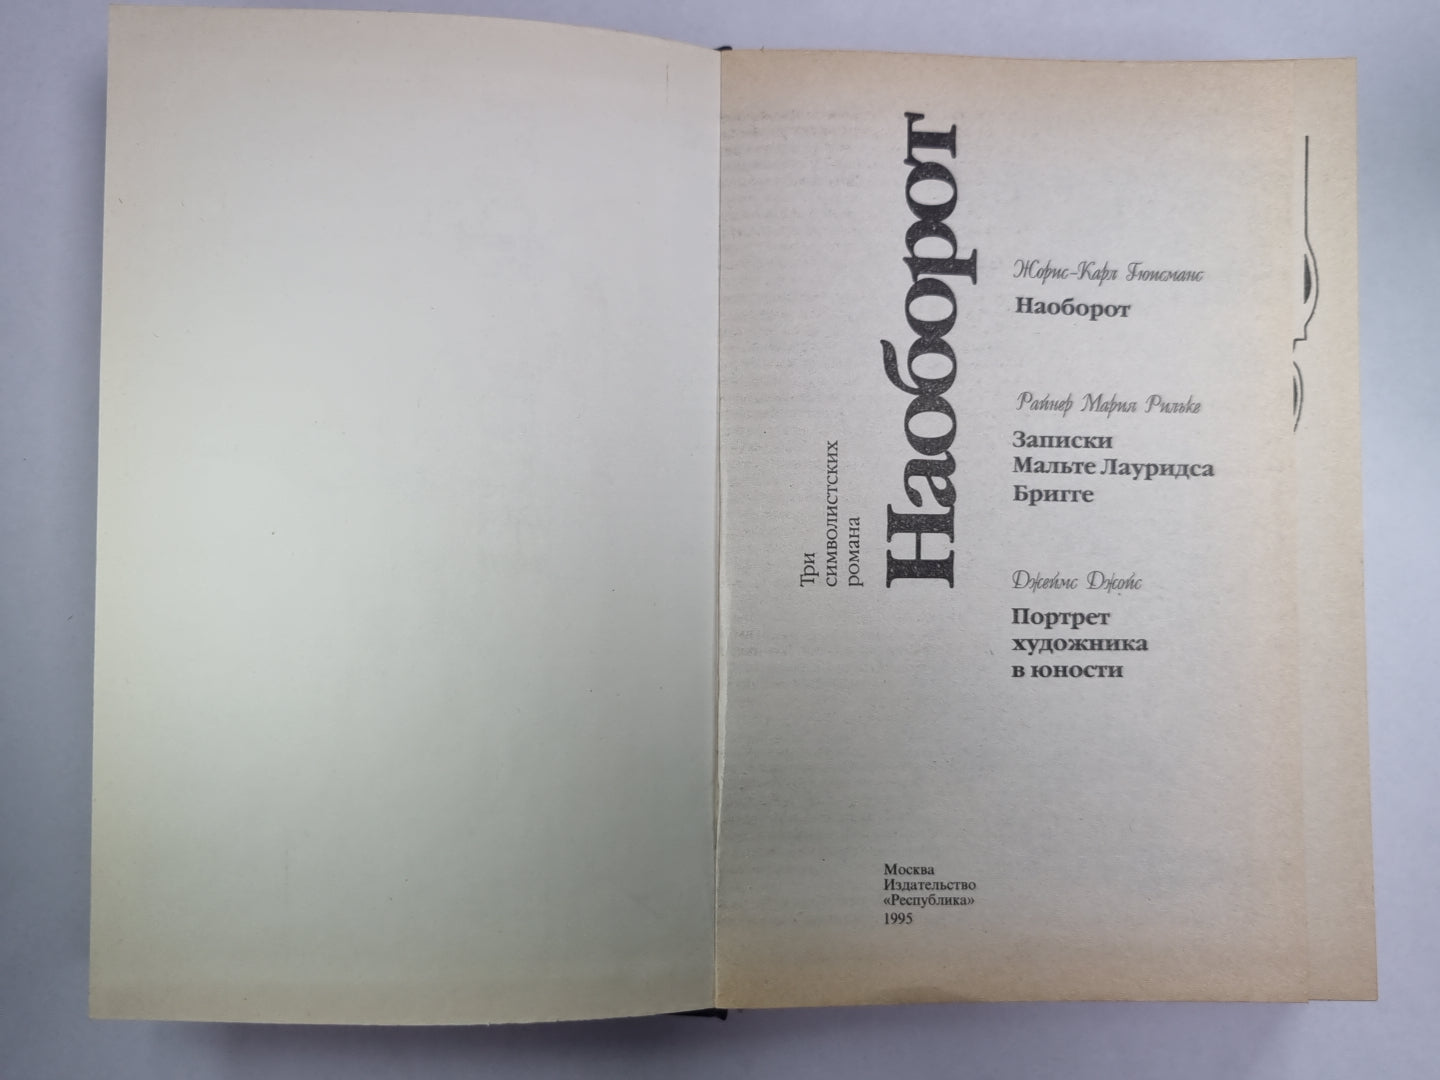 Три
символистских
романа
Наоборот
Жорис-Карл Гюисманс
Наоборот
Райнер Мария Рильке
Записки
Мальте Лауридса
Бригге
Джеймс Джойс
Портрет
художника
в юности
Москва
Издательство
«Республика»
1995